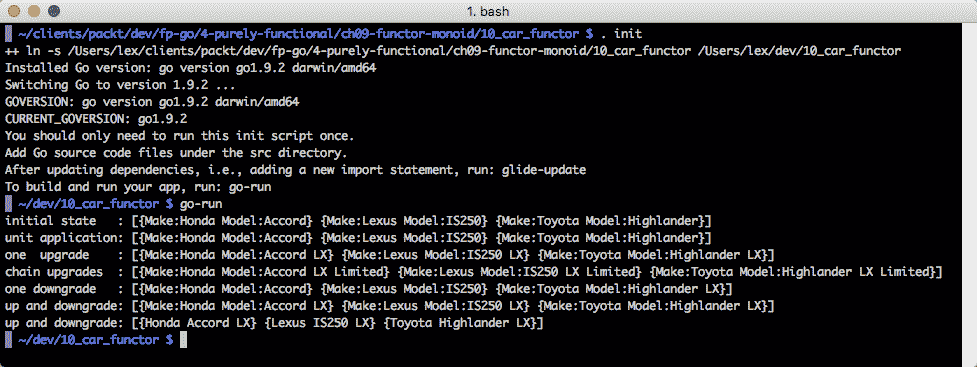 1. bash
~/clients/packt/dev/fp-go/4-purely-functional/ch09-functor-monoid/10_car_functor $ . init
++ ln -s /Users/lex/clients/packt/dev/fp-go/4-purely-functional/ch09-functor-monoid/10_car_functor /Users/lex/dev/10_car_functor
Installed Go version: go version go1.9.2 darwin/amd64
Switching Go to version 1.9.2 ...
GOVERSION: go version go1.9.2 darwin/amd64
CURRENT_GOVERSION: go1.9.2
You should only need to run this init script once.
Add Go source code files under the src directory.
After updating dependencies, i.e., adding a new import statement, run: glide-update
To build and run your app, run: go-run
~/dev/10_car_functor $ go-run
initial state   : [{Make:Honda Model:Accord} {Make:Lexus Model:IS250} {Make:Toyota Model:Highlander}]
unit application: [{Make:Honda Model:Accord} {Make:Lexus Model:IS250} {Make:Toyota Model:Highlander}]
one  upgrade    : [{Make:Honda Model:Accord LX} {Make:Lexus Model:IS250 LX} {Make:Toyota Model:Highlander LX}]
chain upgrades  : [{Make:Honda Model:Accord LX Limited} {Make:Lexus Model:IS250 LX Limited} {Make:Toyota Model:Highlander LX Limited}]
one downgrade   : [{Make:Honda Model:Accord} {Make:Lexus Model:IS250} {Make:Toyota Model:Highlander LX}]
up and downgrade: [{Make:Honda Model:Accord LX} {Make:Lexus Model:IS250 LX} {Make:Toyota Model:Highlander LX}]
up and downgrade: [{Honda Accord LX} {Lexus IS250 LX} {Toyota Highlander LX}]
~/dev/10_car_functor $